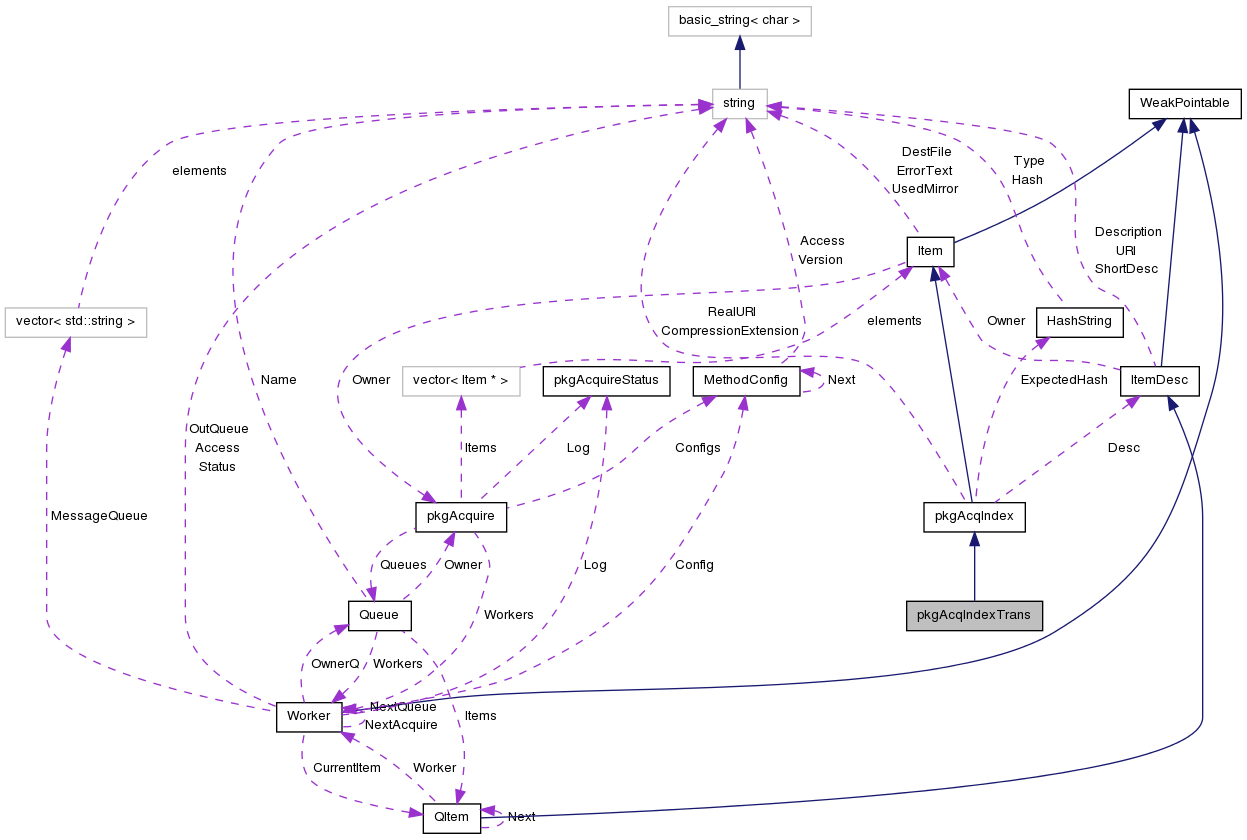 basic_string< char >
string
WeakPointable
elements
DestFile
ErrorText
UsedMirror
Type
Hash
Access
Version
Description
URI
ShortDesc
Item
vector< std::string >
RealURI
CompressionExtension
elements
Owner
HashString
Name
Owner
vector< Item * >
pkgAcquireStatus
MethodConfig
Next
ExpectedHash
ItemDesc
OutQueue
Access
Status
Items
Log
Configs
Desc
MessageQueue
pkgAcquire
pkgAcqIndex
Queues
Owner
Log
Config
Queue
Workers
pkgAcqIndexTrans
OwnerQ
Workers
Worker
NextQueue
NextAcquire
Items
CurrentItem
Worker
QItem
Next